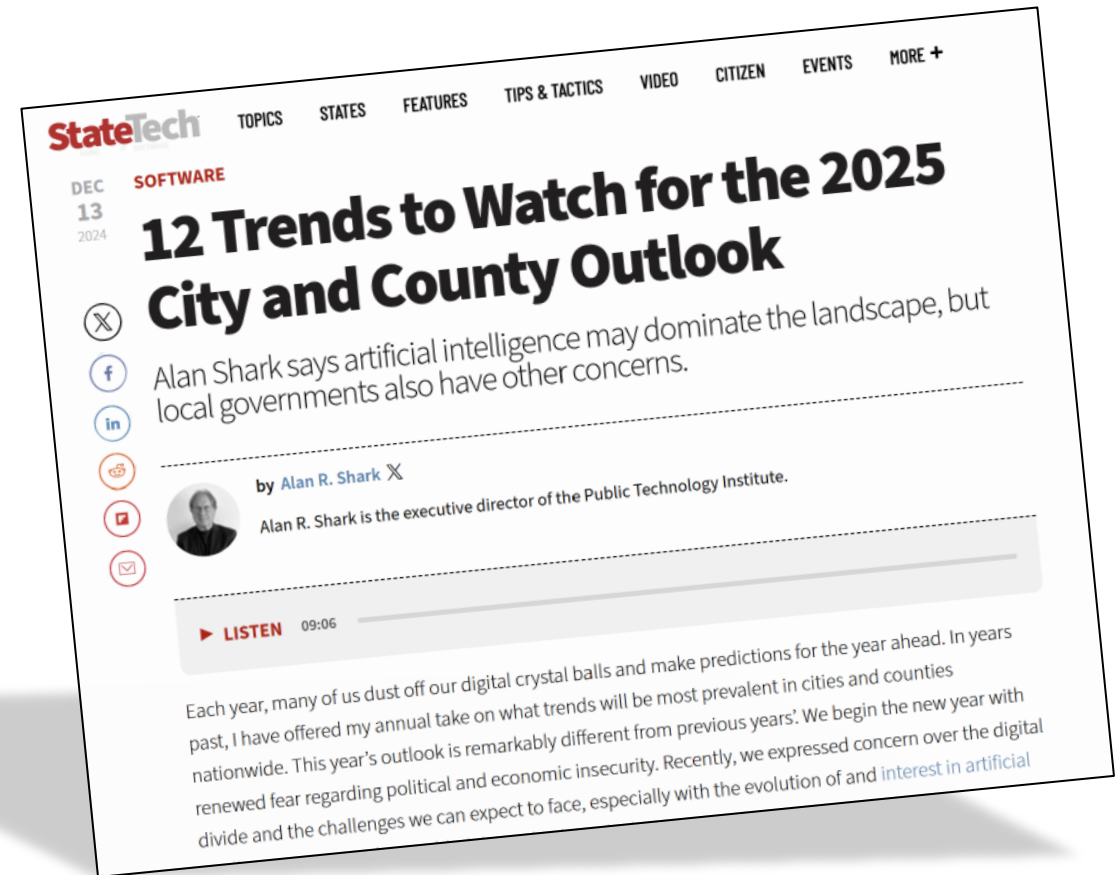 StateTech
TOPICS STATES FEATURES TIPS & TACTICS VIDEO CITIZEN EVENTS MORE +
DEC
13
2024
SOFTWARE
12 Trends to Watch for the 2025
City and County Outlook
Alan Shark says artificial intelligence may dominate the landscape, but
local governments also have other concerns.
by Alan R. Shark X
Alan R. Shark is the executive director of the Public Technology Institute.
LISTEN 09:06
Each year, many of us dust off our digital crystal balls and make predictions for the year ahead. In years
past, I have offered my annual take on what trends will be most prevalent in cities and counties
nationwide. This year’s outlook is remarkably different from previous years’. We begin the new year with
renewed fear regarding political and economic insecurity. Recently, we expressed concern over the digital
divide and the challenges we can expect to face, especially with the evolution of and interest in artificial